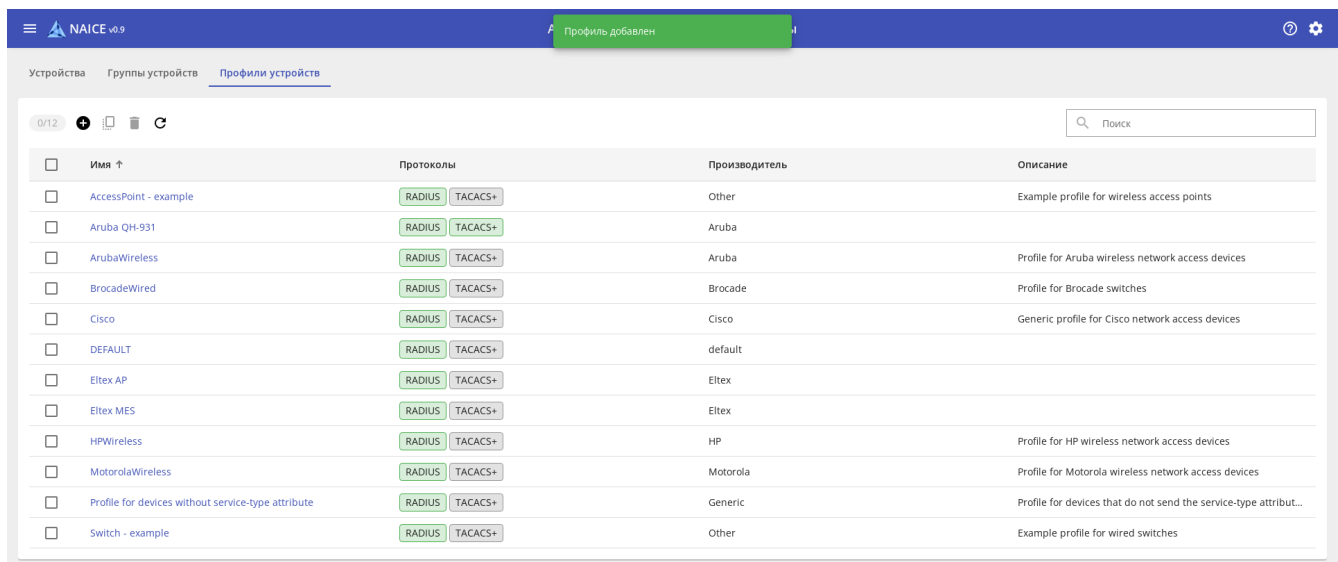 NAICE v0.9
Профиль добавлен
Устройства Группы устройств Профили устройств
0/12 Поиск
Имя ↑ Протоколы Производитель Описание
AccessPoint - example RADIUS TACACS+ Other Example profile for wireless access points
Aruba QH-931 RADIUS TACACS+ Aruba
ArubaWireless RADIUS TACACS+ Aruba Profile for Aruba wireless network access devices
BrocadeWired RADIUS TACACS+ Brocade Profile for Brocade switches
Cisco RADIUS TACACS+ Cisco Generic profile for Cisco network access devices
DEFAULT RADIUS TACACS+ default
Eltex AP RADIUS TACACS+ Eltex
Eltex MES RADIUS TACACS+ Eltex
HPWireless RADIUS TACACS+ HP Profile for HP wireless network access devices
MotorolaWireless RADIUS TACACS+ Motorola Profile for Motorola wireless network access devices
Profile for devices without service-type attribute RADIUS TACACS+ Generic Profile for devices that do not send the service-type attribut...
Switch - example RADIUS TACACS+ Other Example profile for wired switches